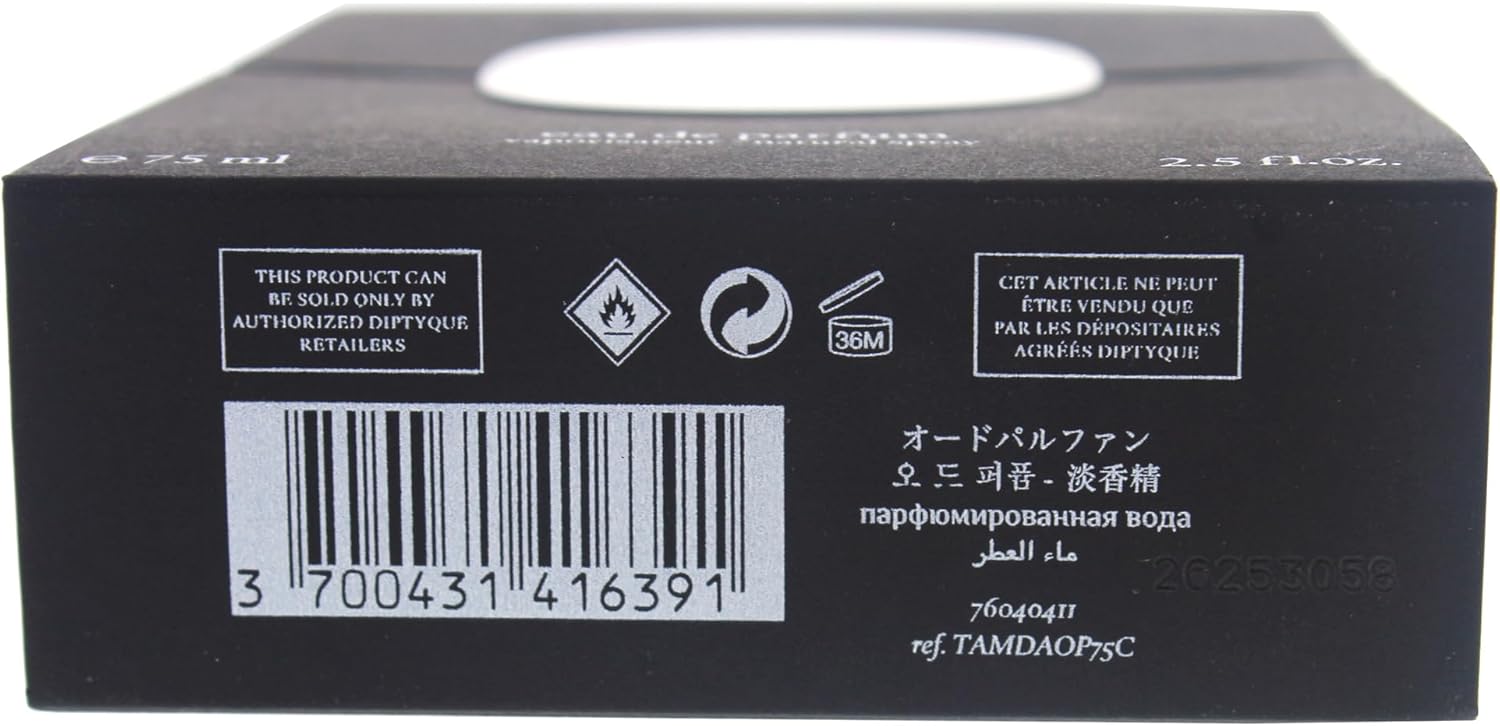 eau de parfum
vaporisateur natural spray
℮ 75 ml
2.5 fl.oz.
THIS PRODUCT CAN
BE SOLD ONLY BY
AUTHORIZED DIPTYQUE
RETAILERS
36M
CET ARTICLE NE PEUT
ÊTRE VENDU QUE
PAR LES DÉPOSITAIRES
AGRÉÉS DIPTYQUE
3 700431 416391
オードパルファン
오 드 퍼퓸 - 淡香精
парфюмированная вода
ماء العطر
26253058
76040411
ref. TAMDAOP75C